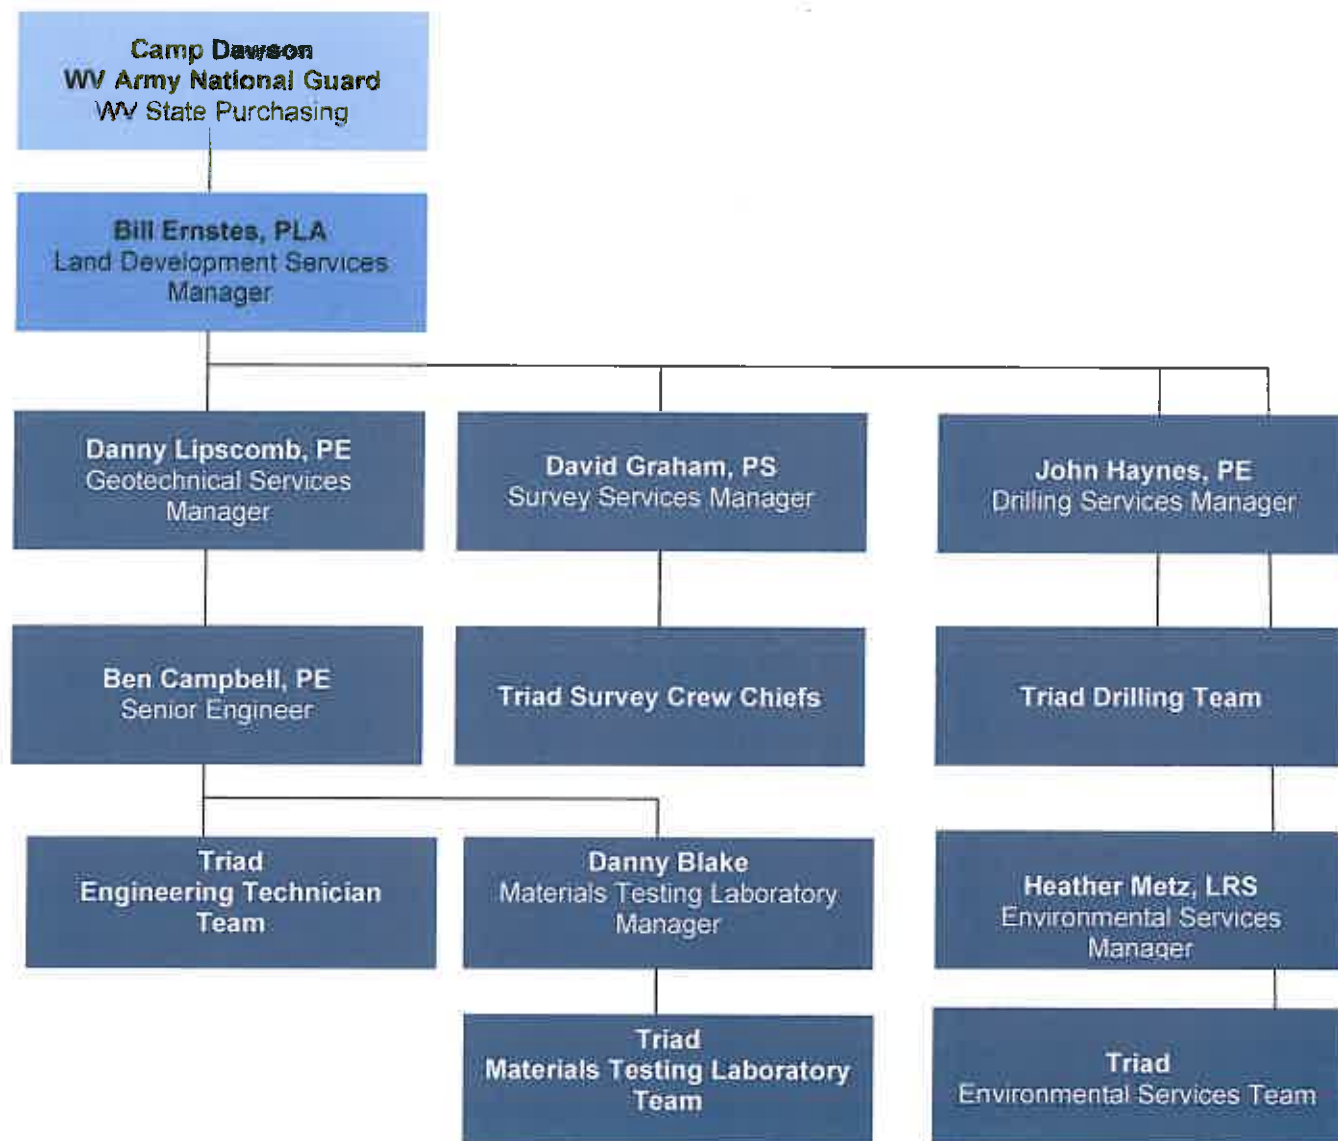 Camp Dawson
WV Army National Guard
WV State Purchasing
Bill Ernstes, PLA
Land Development Services
Manager
Danny Lipscomb, PE
Geotechnical Services
Manager
David Graham, PS
Survey Services Manager
John Haynes, PE
Drilling Services Manager
Ben Campbell, PE
Senior Engineer
Triad Survey Crew Chiefs
Triad Drilling Team
Triad
Engineering Technician
Team
Danny Blake
Materials Testing Laboratory
Manager
Heather Metz, LRS
Environmental Services
Manager
Triad
Materials Testing Laboratory
Team
Triad
Environmental Services Team